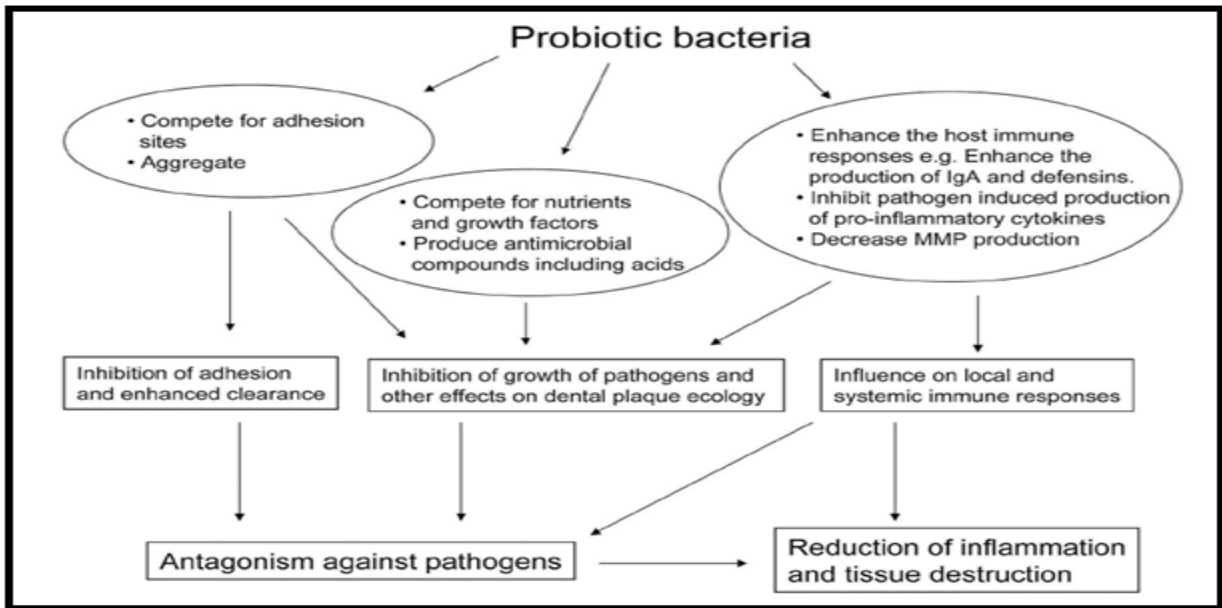 Probiotic bacteria
• Compete for adhesion
sites
• Aggregate
• Compete for nutrients
and growth factors
• Produce antimicrobial
compounds including acids
• Enhance the host immune
responses e.g. Enhance the
production of IgA and defensins.
• Inhibit pathogen induced production
of pro-inflammatory cytokines
• Decrease MMP production
Inhibition of adhesion
and enhanced clearance
Inhibition of growth of pathogens and
other effects on dental plaque ecology
Influence on local and
systemic immune responses
Antagonism against pathogens
Reduction of inflammation
and tissue destruction